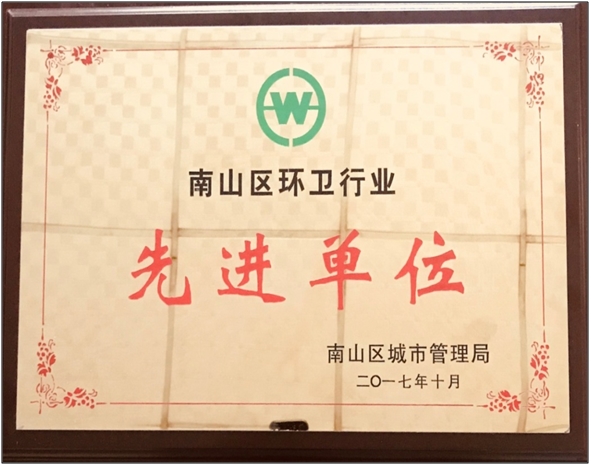 W
南山区环卫行业
先进单位
南山区城市管理局
二〇一七年十月